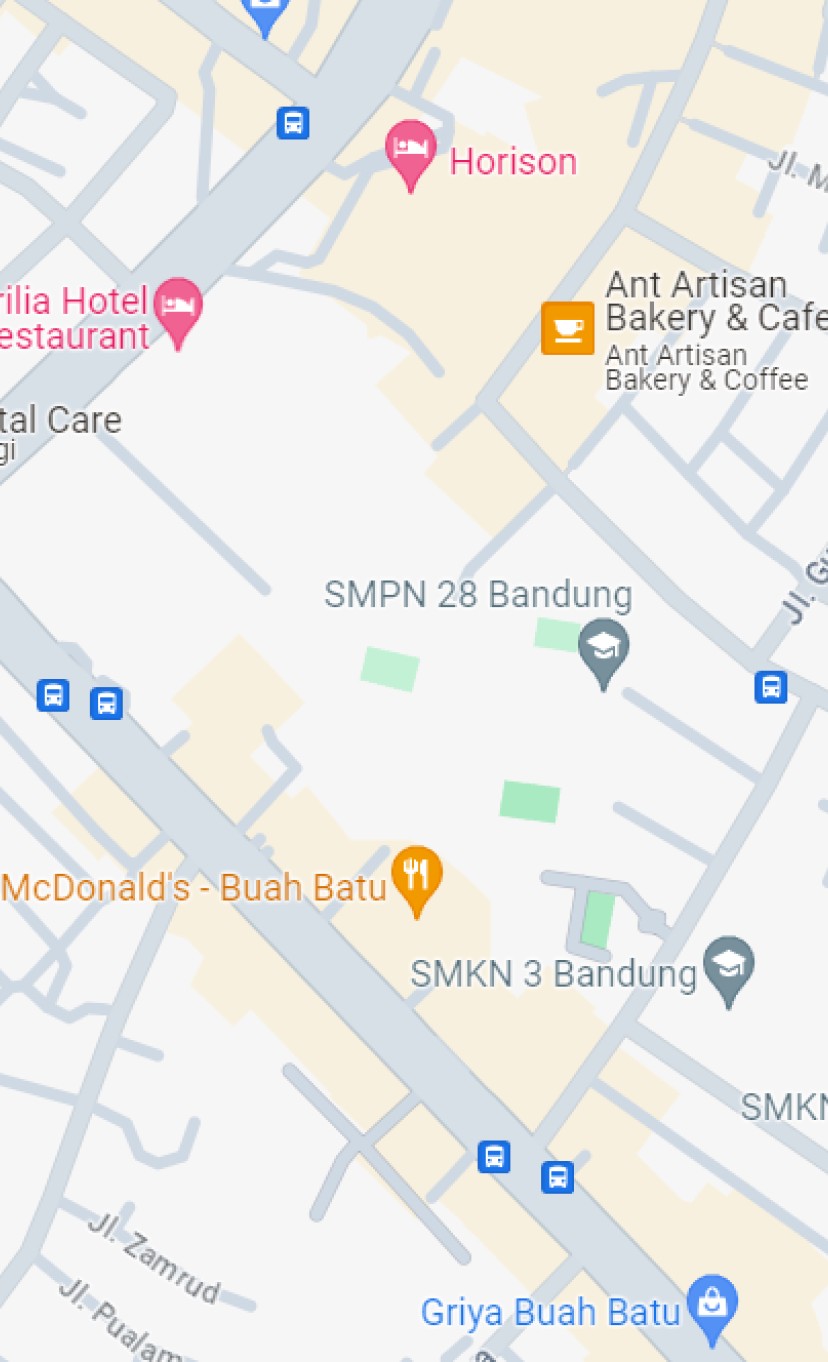 Horison
Jl. M
rilia Hotel
estaurant
Ant Artisan
Bakery & Cafe
Ant Artisan
Bakery & Coffee
tal Care
gi
SMPN 28 Bandung
Jl. Gu
McDonald's - Buah Batu
SMKN 3 Bandung
SMKN
Jl. Zamrud
Jl. Pualam
Griya Buah Batu